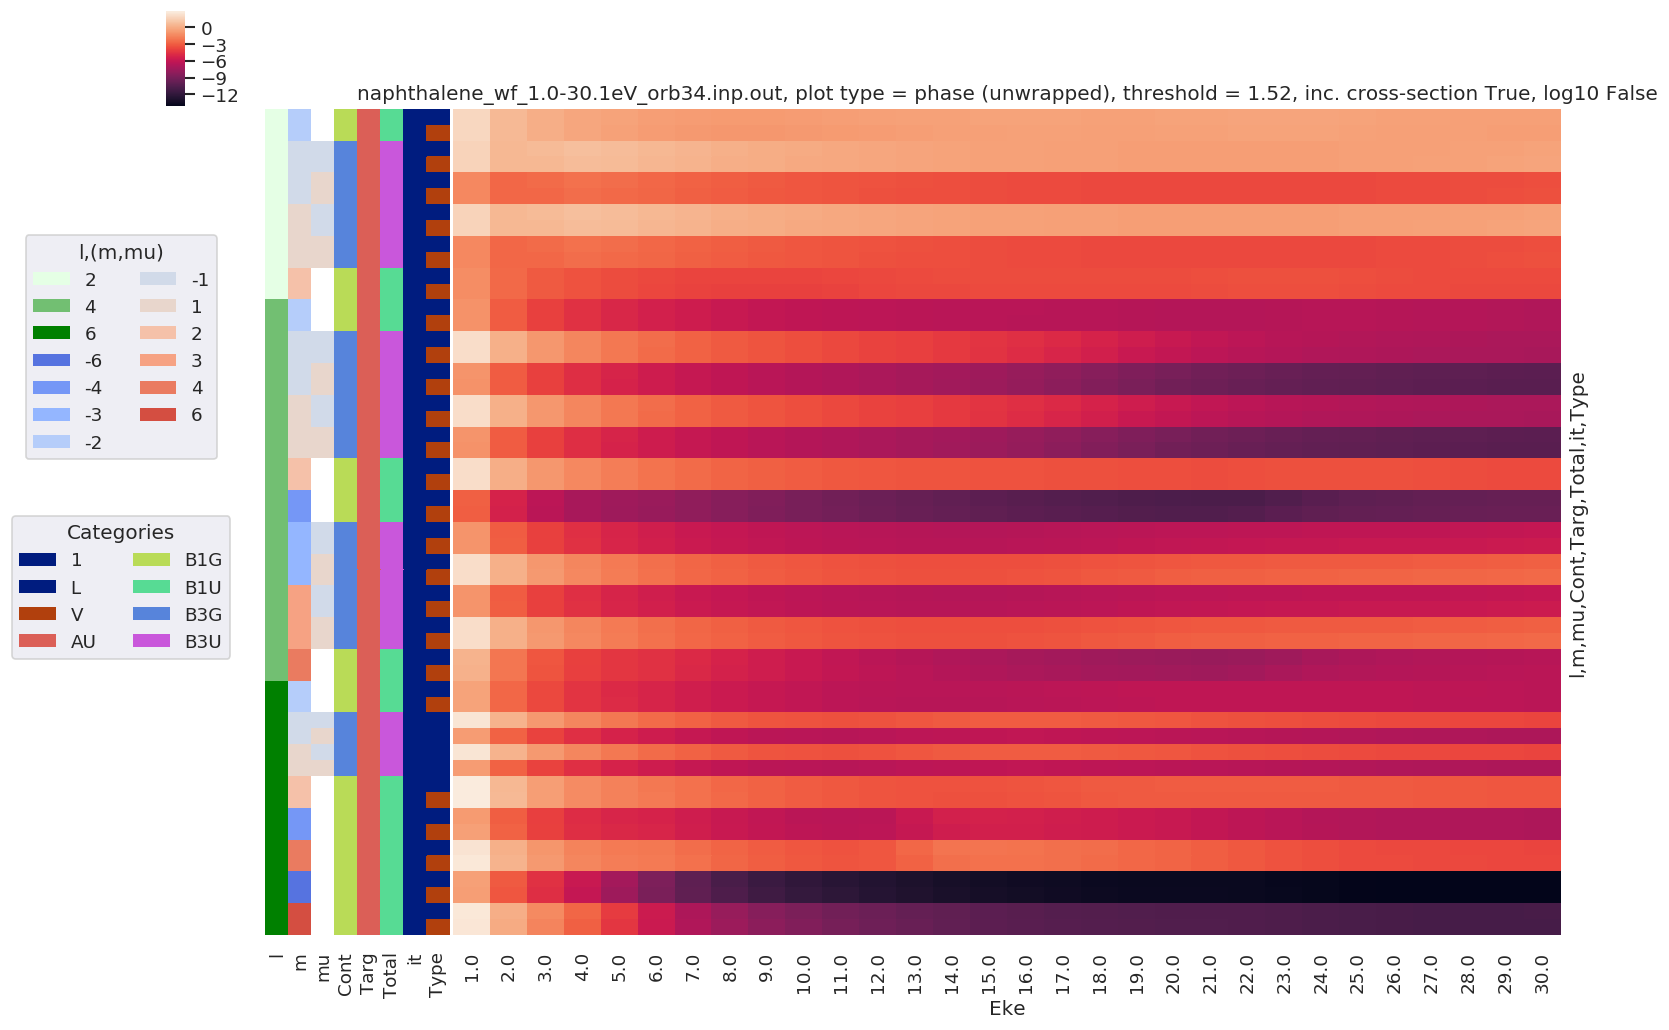 0
−3
−6
−9
−12
naphthalene_wf_1.0-30.1eV_orb34.inp.out, plot type = phase (unwrapped), threshold = 1.52, inc. cross-section True, log10 False
l,(m,mu)
2 -1
4 1
6 2
-6 3
-4 4
-3 6
-2
Categories
1 B1G
L B1U
V B3G
AU B3U
l,m,mu,Cont,Targ,Total,it,Type
l m mu Cont Targ Total it Type 1.0 2.0 3.0 4.0 5.0 6.0 7.0 8.0 9.0 10.0 11.0 12.0 13.0 14.0 15.0 16.0 17.0 18.0 19.0 20.0 21.0 22.0 23.0 24.0 25.0 26.0 27.0 28.0 29.0 30.0
Eke